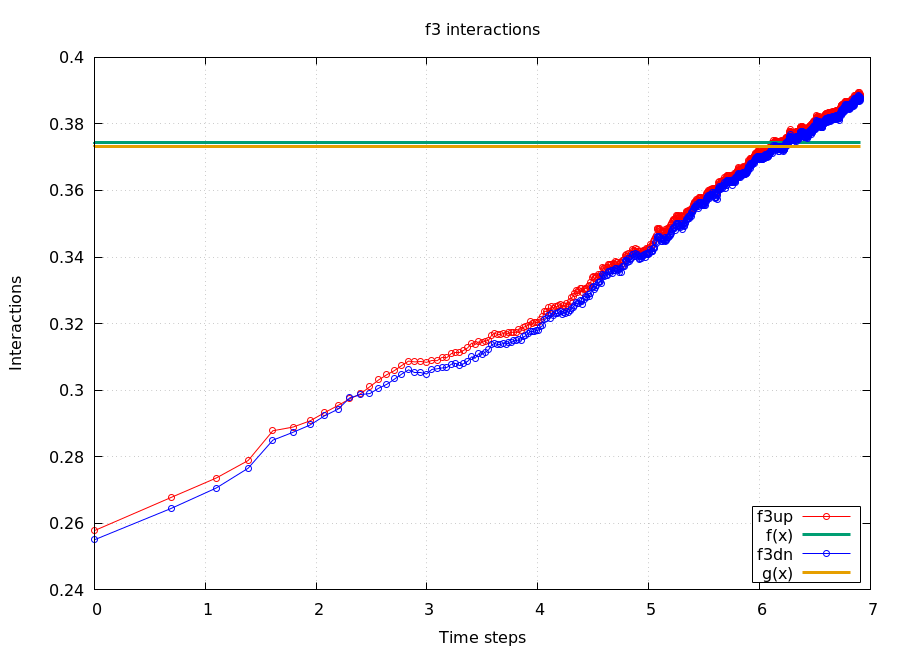 f3 interactions
0.4
0.38
0.36
0.34
0.32
0.3
0.28
0.26
0.24
Interactions
0 1 2 3 4 5 6 7
Time steps
f3up
f(x)
f3dn
g(x)